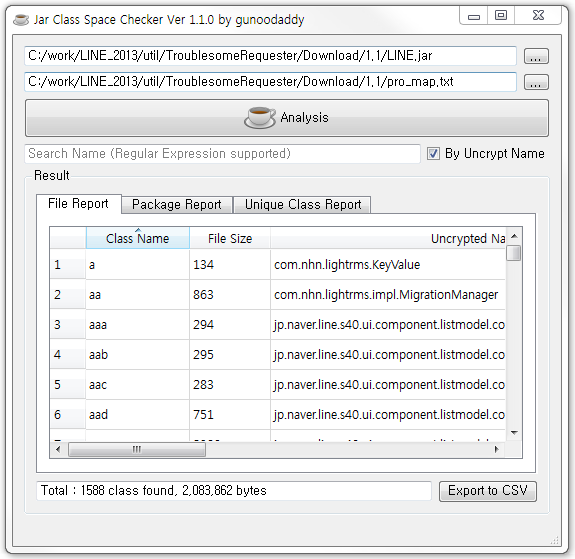 Jar Class Space Checker Ver 1.1.0 by gunoodaddy
C:/work/LINE_2013/util/TroublesomeRequester/Download/1.1/LINE.jar ...
C:/work/LINE_2013/util/TroublesomeRequester/Download/1.1/pro_map.txt ...
Analysis
Search Name (Regular Expression supported) By Uncrypt Name
Result
File Report Package Report Unique Class Report
Class Name File Size Uncrypted Na
1 a 134 com.nhn.lightrms.KeyValue
2 aa 863 com.nhn.lightrms.impl.MigrationManager
3 aaa 294 jp.naver.line.s40.ui.component.listmodel.co
4 aab 295 jp.naver.line.s40.ui.component.listmodel.co
5 aac 283 jp.naver.line.s40.ui.component.listmodel.co
6 aad 751 jp.naver.line.s40.ui.component.listmodel.co
Total : 1588 class found, 2,083,862 bytes Export to CSV